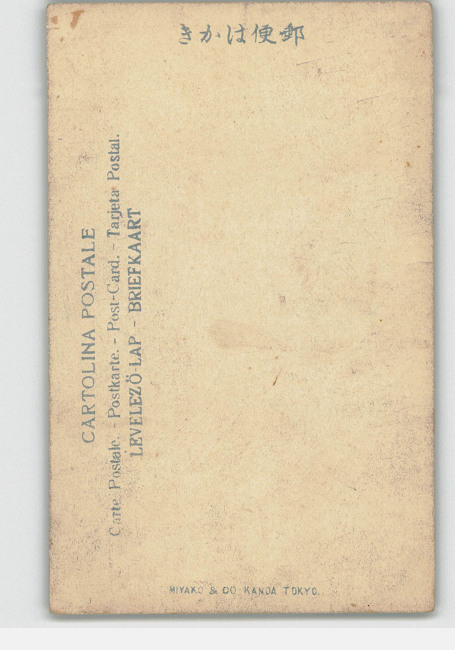 きかは便郵
CARTOLINA POSTALE
Carte Postale. - Postkarte. - Post-Card. - Tarjeta Postal.
LEVELEZÖ-LAP - BRIEFKAART
MIYAKO & CO. KANDA TOKYO.